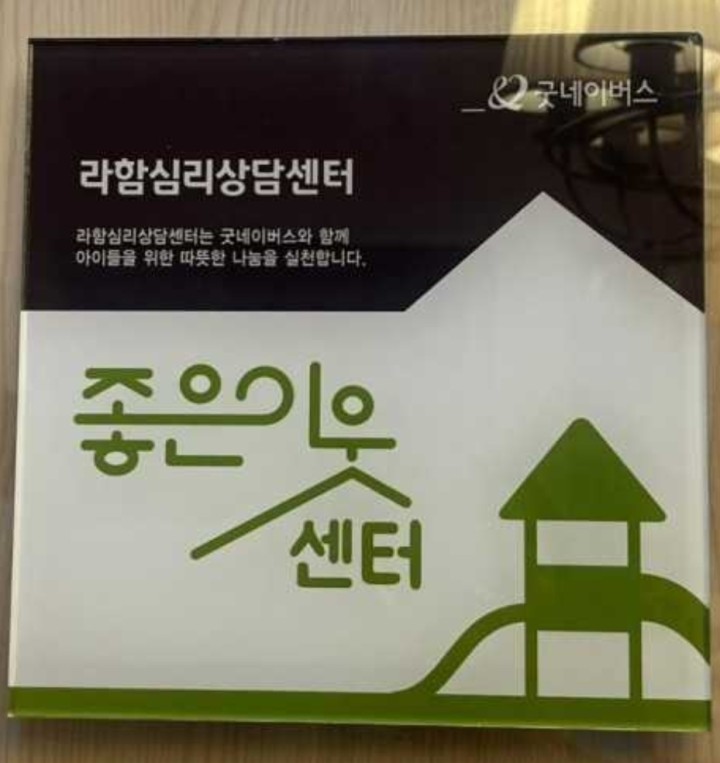 굿네이버스
라함심리상담센터
라함심리상담센터는 굿네이버스와 함께
아이들을 위한 따뜻한 나눔을 실천합니다.
좋은이웃
센터